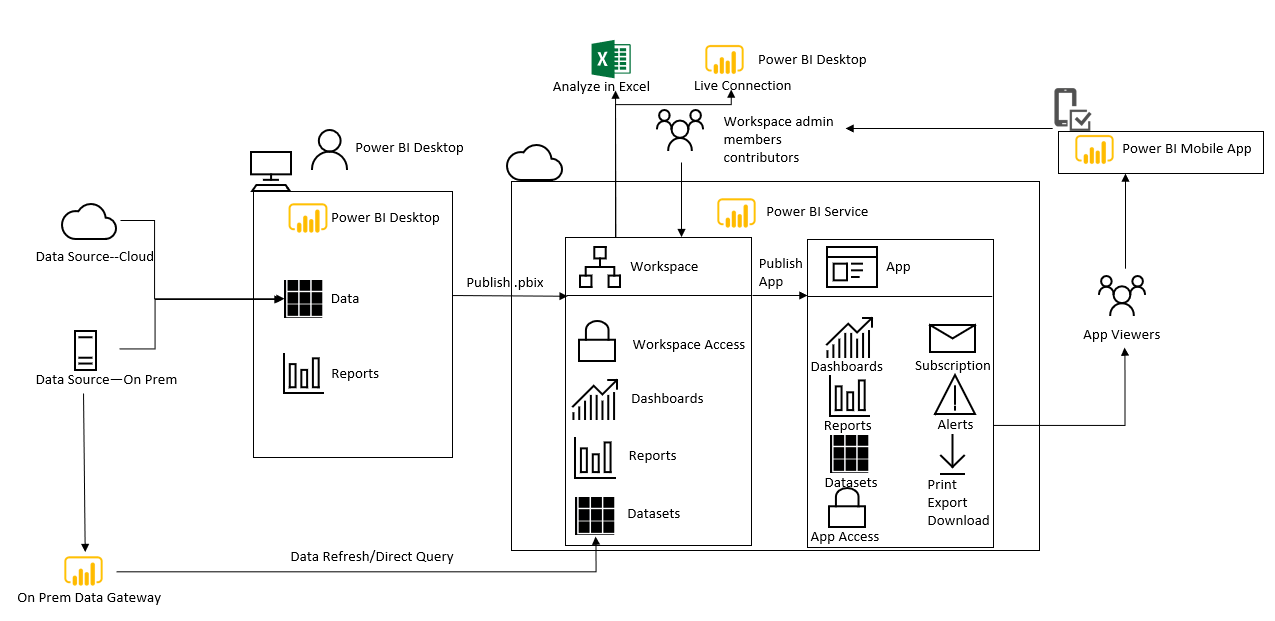 X
Power BI Desktop
Analyze in Excel
Live Connection
Workspace admin
members
contributors
Power BI Mobile App
Power BI Desktop
Power BI Desktop
Power BI Service
Data Source--Cloud
Workspace
Publish
App
App
Publish .pbix
Data
Data Source—On Prem
Reports
Workspace Access
Dashboards
Reports
Datasets
Dashboards
Subscription
Reports
Alerts
Datasets
Print
Export
Download
App Access
App Viewers
Data Refresh/Direct Query
On Prem Data Gateway